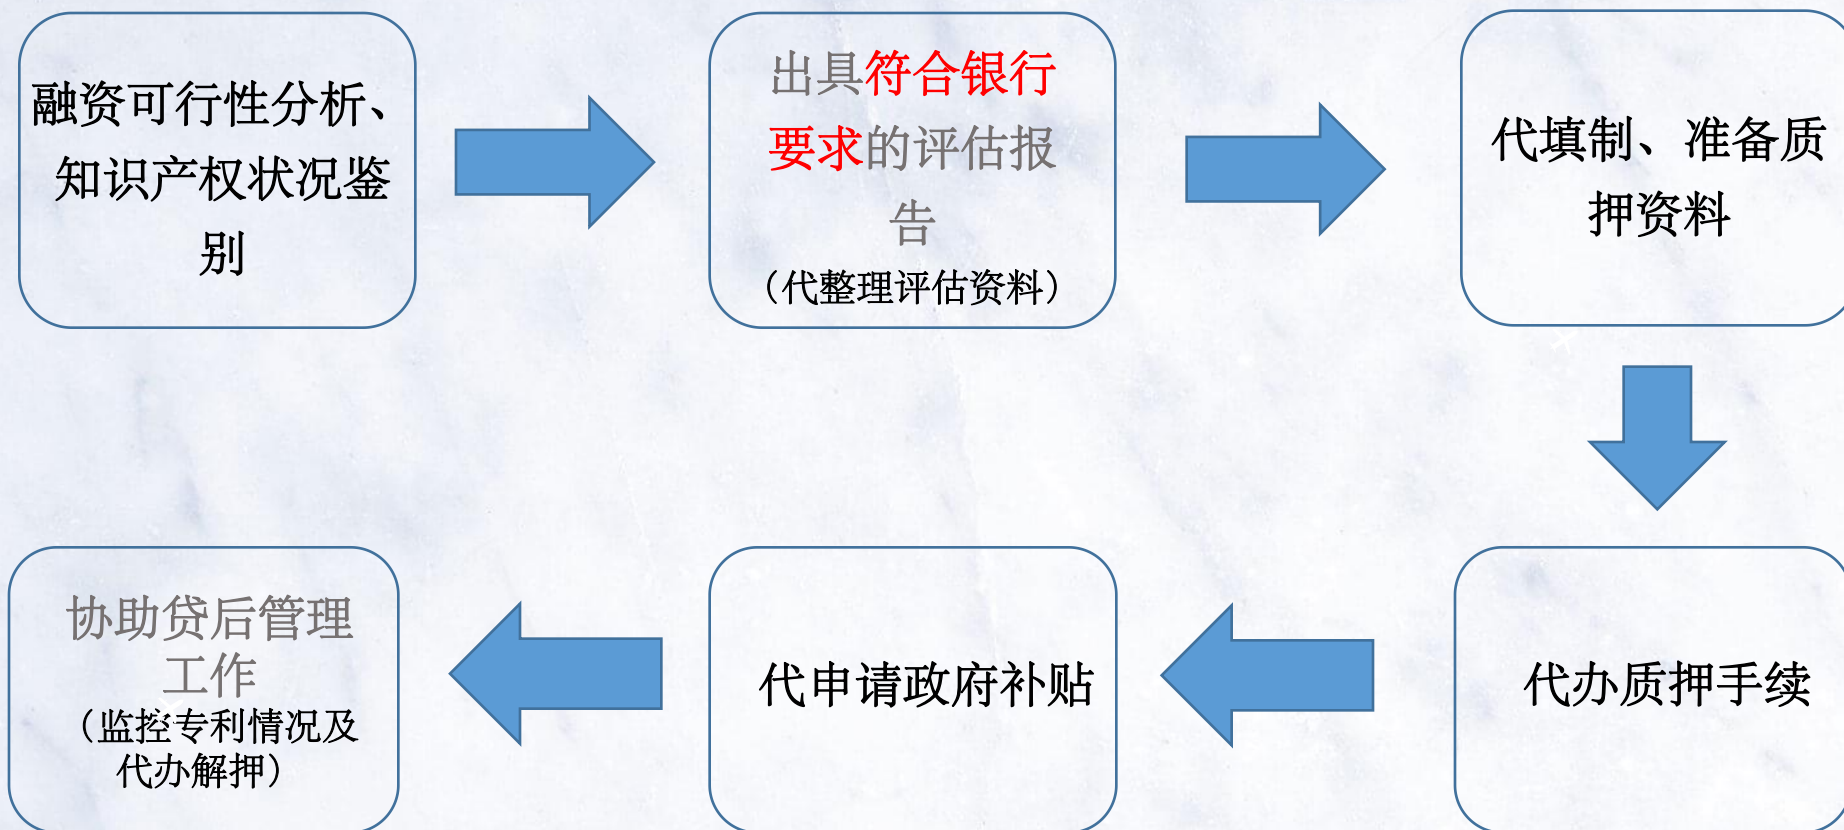 融资可行性分析、
知识产权状况鉴
别
出具符合银行
要求的评估报
告
（代整理评估资料）
代填制、准备质
押资料
代办质押手续
代申请政府补贴
协助贷后管理
工作
（监控专利情况及
代办解押）